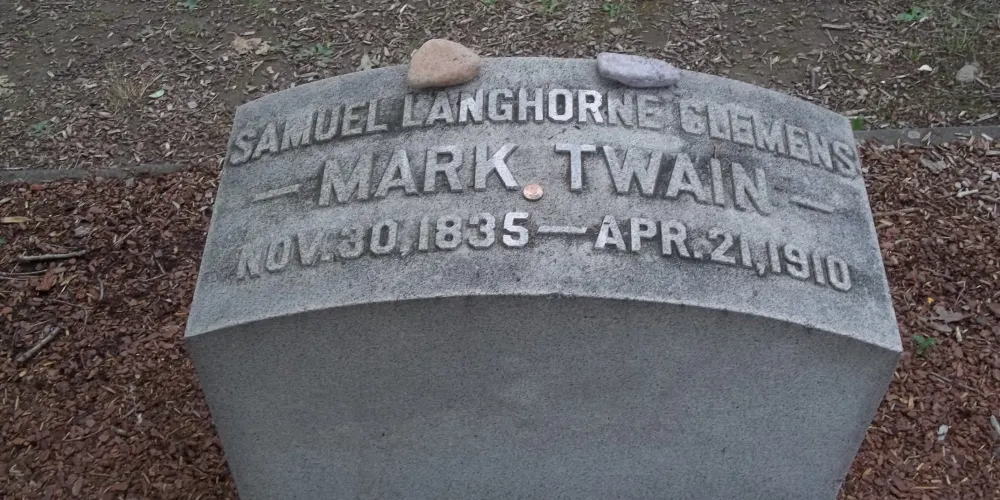 SAMUEL LANGHORNE CLEMENS
— MARK TWAIN —
NOV. 30, 1835 — APR. 21, 1910